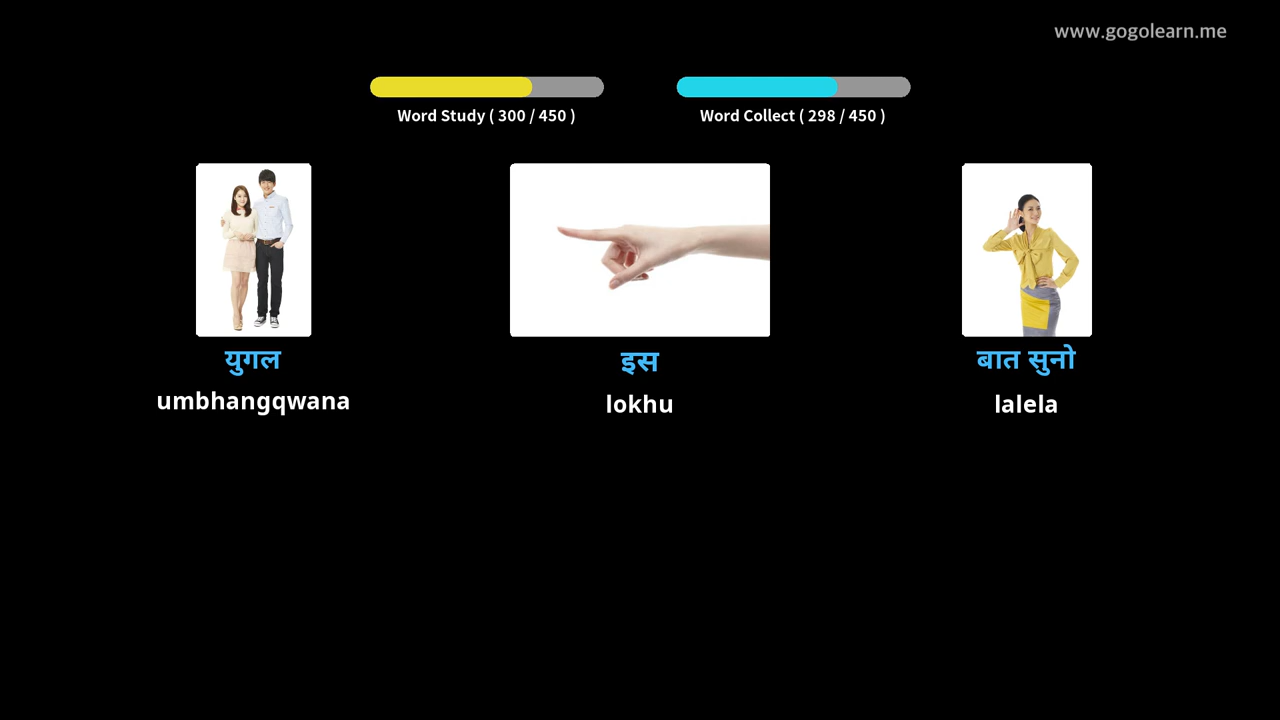 www.gogolearn.me
Word Study ( 300 / 450 )
Word Collect ( 298 / 450 )
युगल
इस
बात सुनो
umbhangqwana
lokhu
lalela